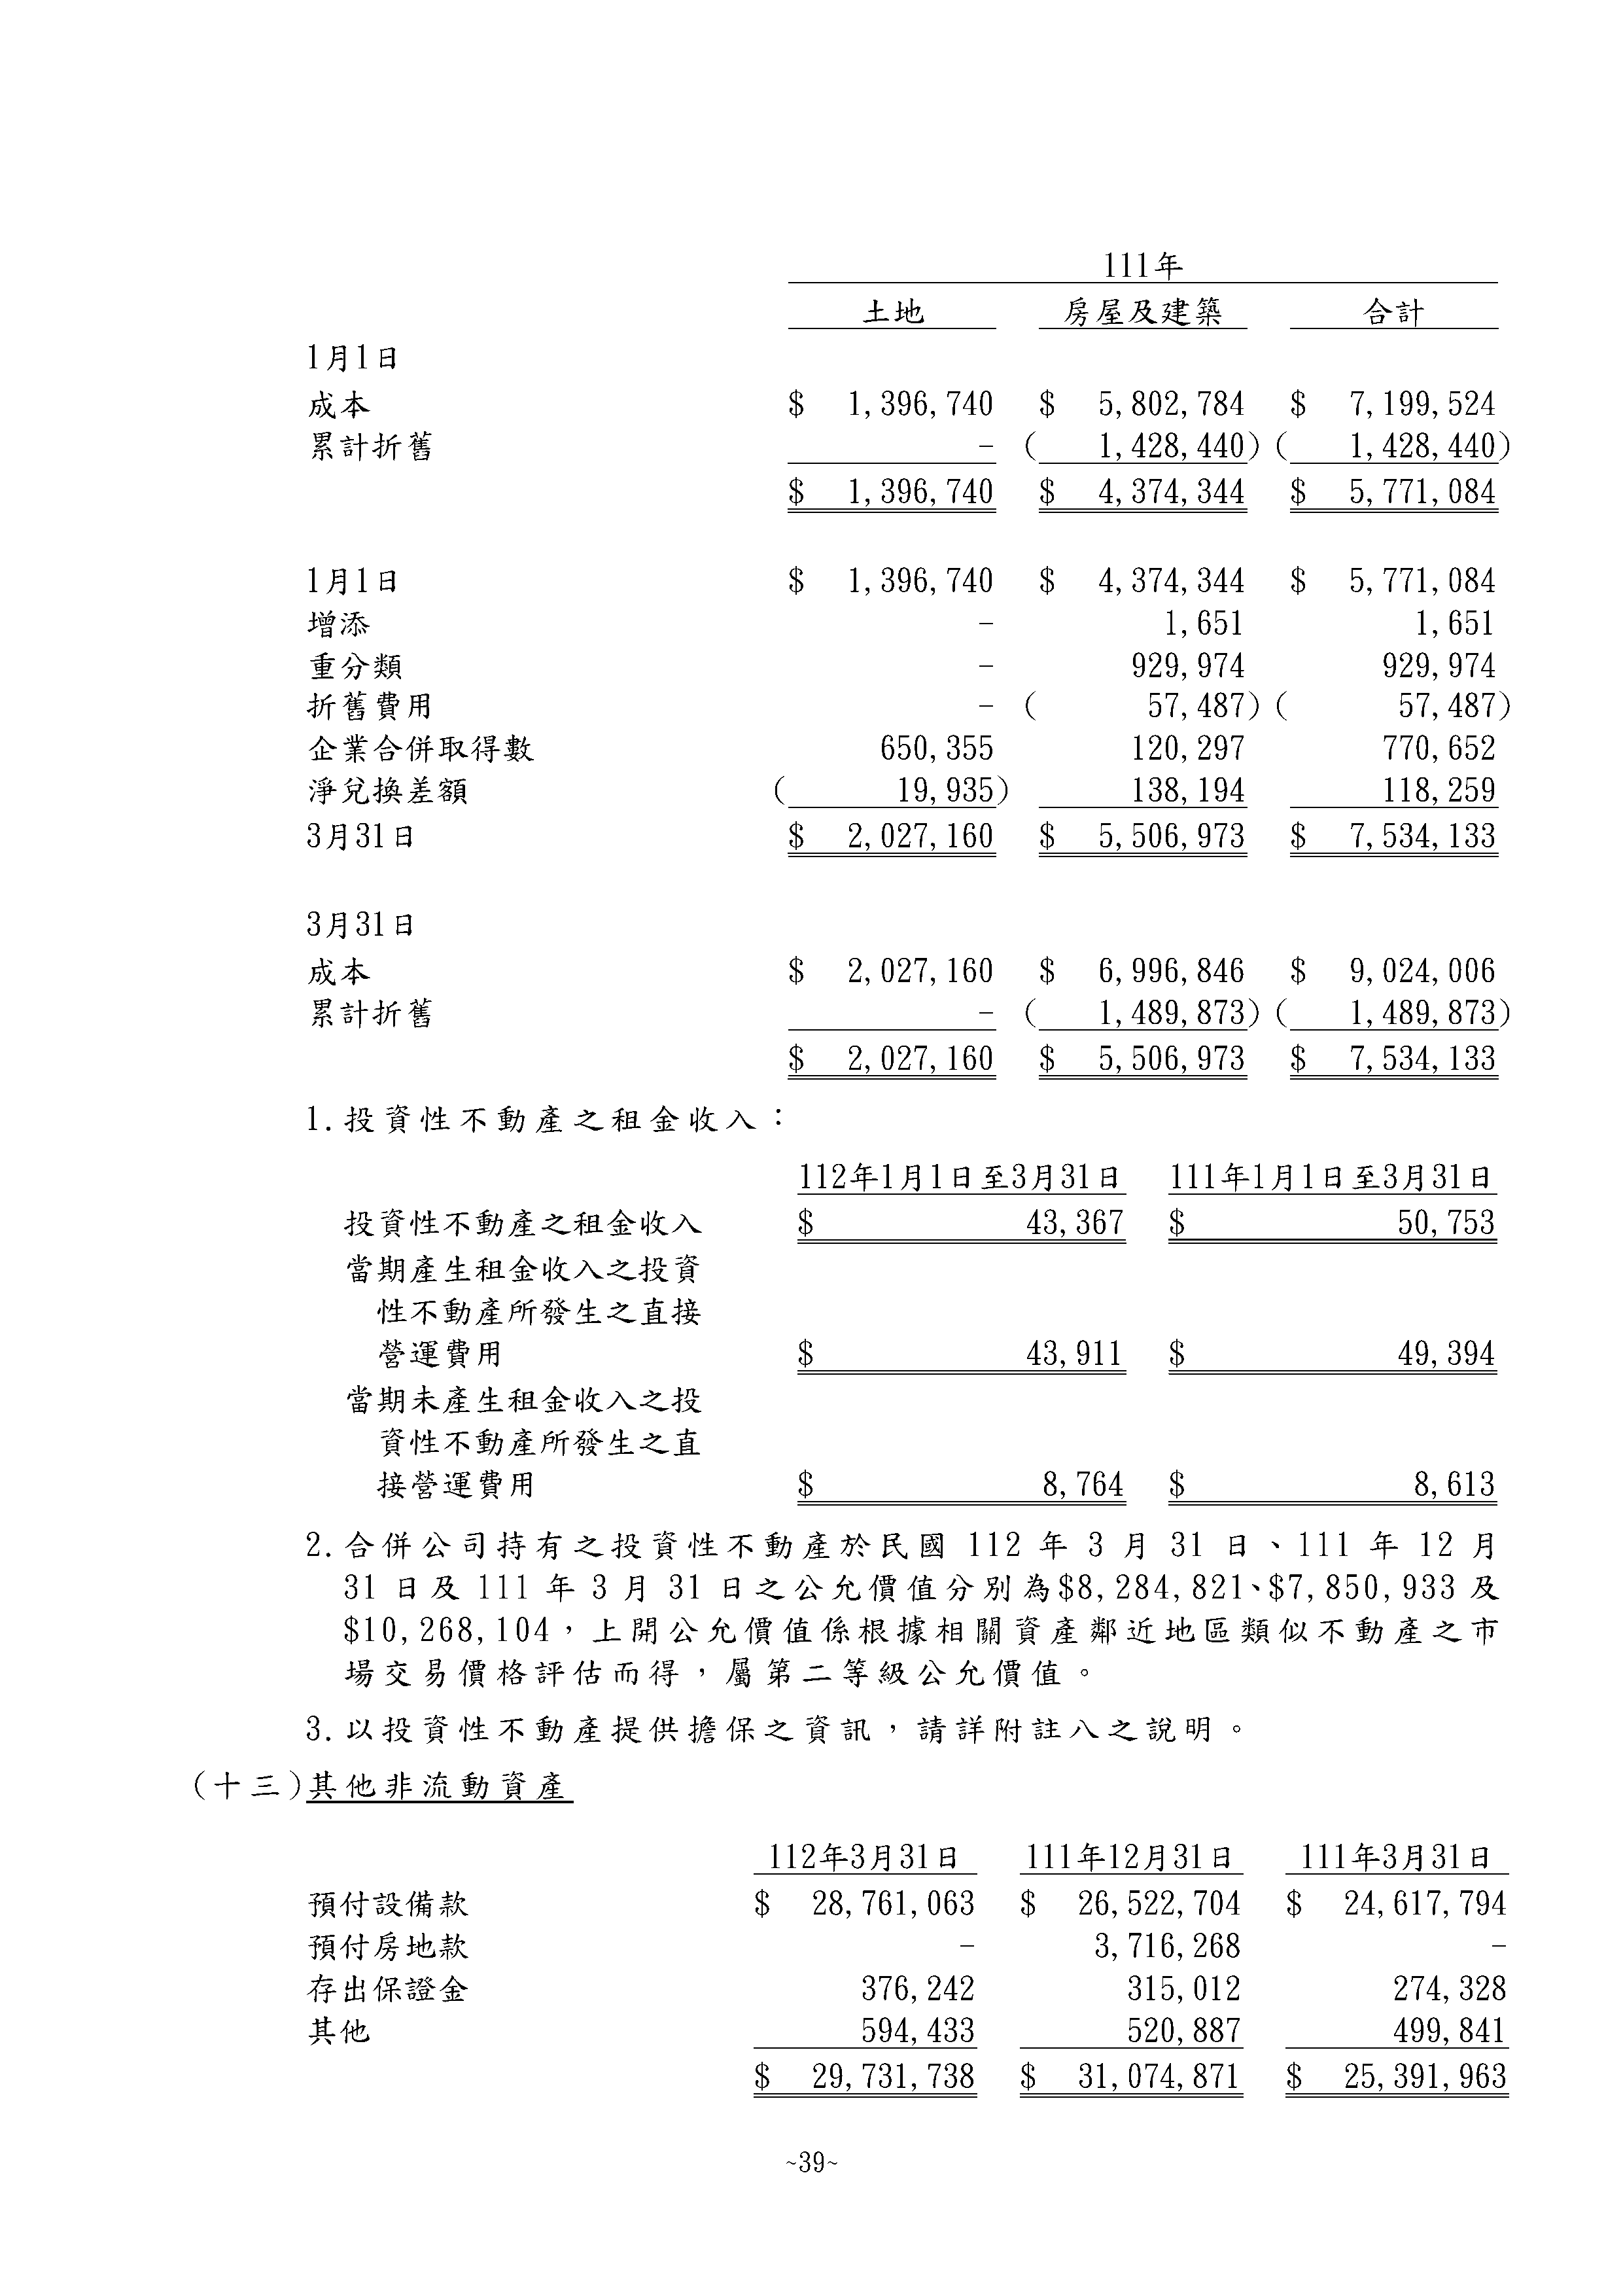 111年
土地 房屋及建築 合計
1月1日
成本 $ 1,396,740 $ 5,802,784 $ 7,199,524
累計折舊 - ( 1,428,440) ( 1,428,440)
$ 1,396,740 $ 4,374,344 $ 5,771,084
1月1日 $ 1,396,740 $ 4,374,344 $ 5,771,084
增添 - 1,651 1,651
重分類 - 929,974 929,974
折舊費用 - ( 57,487) ( 57,487)
企業合併取得數 650,355 120,297 770,652
淨兌換差額 ( 19,935) 138,194 118,259
3月31日 $ 2,027,160 $ 5,506,973 $ 7,534,133
3月31日
成本 $ 2,027,160 $ 6,996,846 $ 9,024,006
累計折舊 - ( 1,489,873) ( 1,489,873)
$ 2,027,160 $ 5,506,973 $ 7,534,133
1.投資性不動產之租金收入：
112年1月1日至3月31日 111年1月1日至3月31日
投資性不動產之租金收入 $ 43,367 $ 50,753
當期產生租金收入之投資
性不動產所發生之直接
營運費用 $ 43,911 $ 49,394
當期未產生租金收入之投
資性不動產所發生之直
接營運費用 $ 8,764 $ 8,613
2.合併公司持有之投資性不動產於民國 112 年 3 月 31 日、111 年 12 月
31 日及 111 年 3 月 31 日之公允價值分別為$8,284,821、$7,850,933 及
$10,268,104，上開公允價值係根據相關資產鄰近地區類似不動產之市
場交易價格評估而得，屬第二等級公允價值。
3.以投資性不動產提供擔保之資訊，請詳附註八之說明。
(十三)其他非流動資產
112年3月31日 111年12月31日 111年3月31日
預付設備款 $ 28,761,063 $ 26,522,704 $ 24,617,794
預付房地款 - 3,716,268 -
存出保證金 376,242 315,012 274,328
其他 594,433 520,887 499,841
$ 29,731,738 $ 31,074,871 $ 25,391,963
~39~